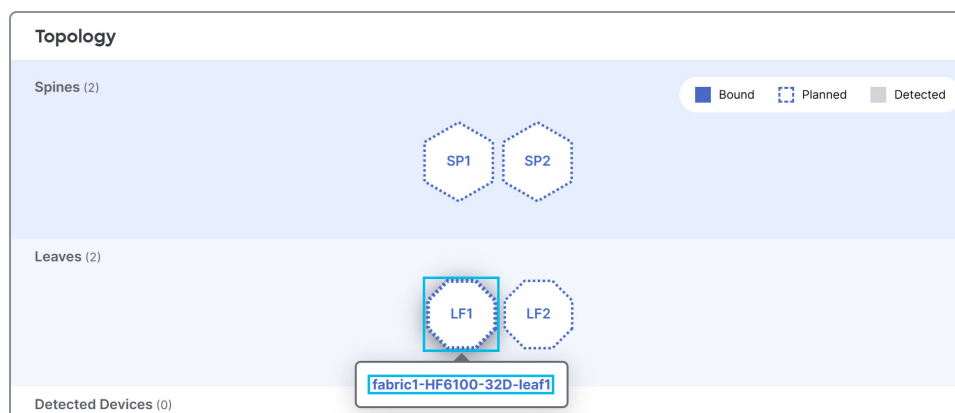 Topology
Spines (2)
Bound Planned Detected
SP1 SP2
Leaves (2)
LF1 LF2
fabric1-HF6100-32D-leaf1
Detected Devices (0)